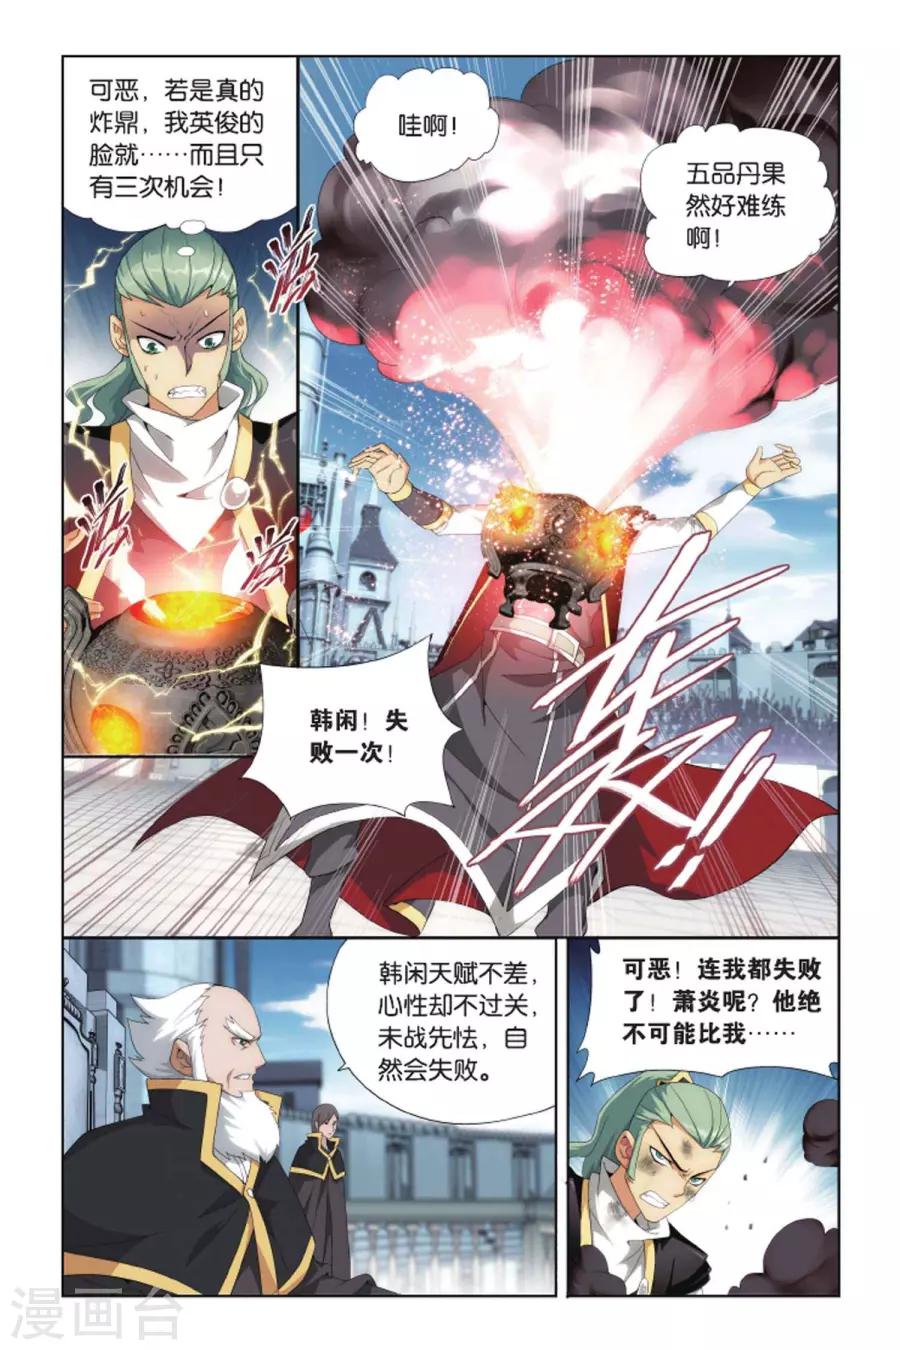 可恶，若是真的
炸鼎，我英俊的
脸就……而且只
有三次机会！
哇啊！
五品丹果
然好难练
啊！
韩闲！失
败一次！
韩闲天赋不差，
心性却不过关，
未战先怯，自
然会失败。
可恶！连我都失败
了！萧炎呢？他绝
不可能比我……
漫画台